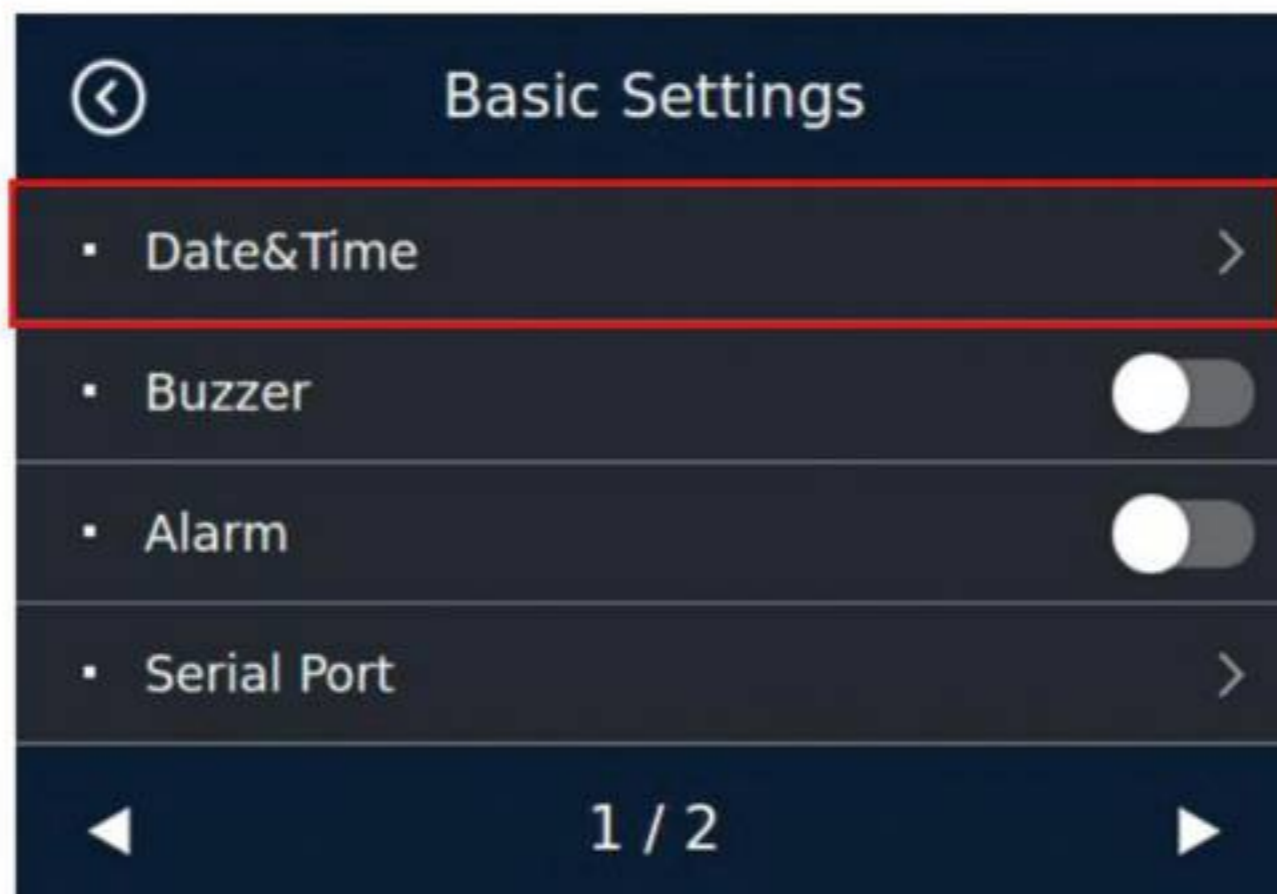 Basic Settings
Date&Time
Buzzer
Alarm
Serial Port
1 / 2